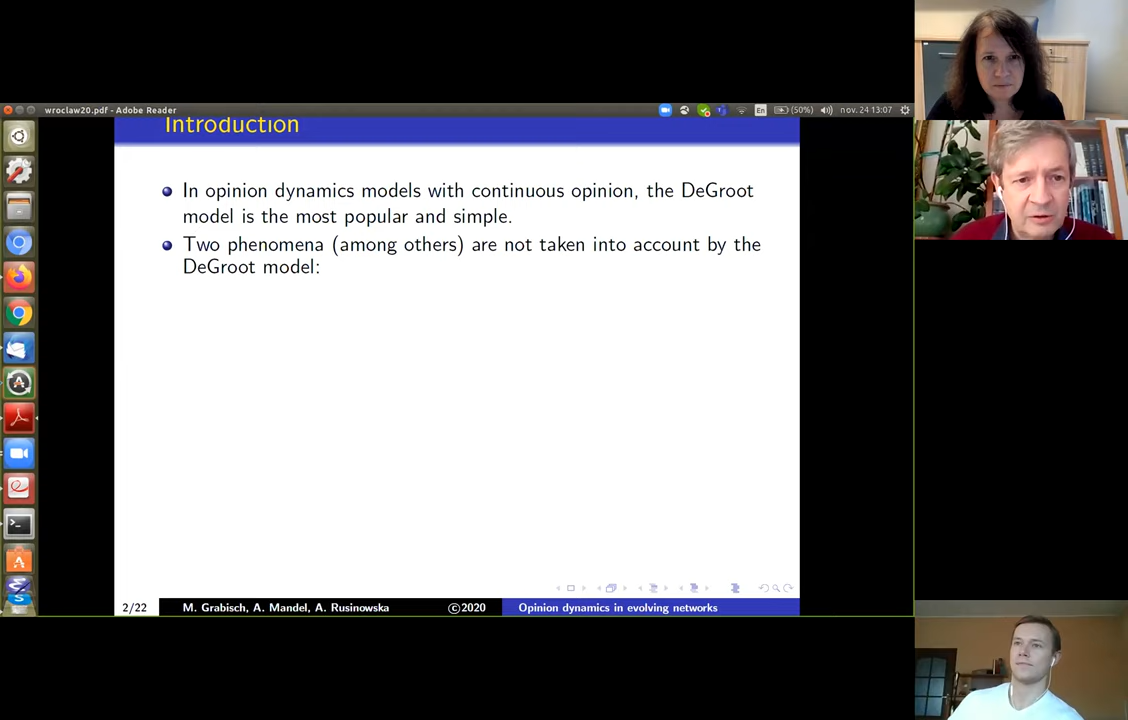 wroclaw20.pdf - Adobe Reader
En
(50%)
nov. 24 13:07
Introduction
In opinion dynamics models with continuous opinion, the DeGroot
model is the most popular and simple.
Two phenomena (among others) are not taken into account by the
DeGroot model:
2/22
M. Grabisch, A. Mandel, A. Rusinowska
©2020
Opinion dynamics in evolving networks